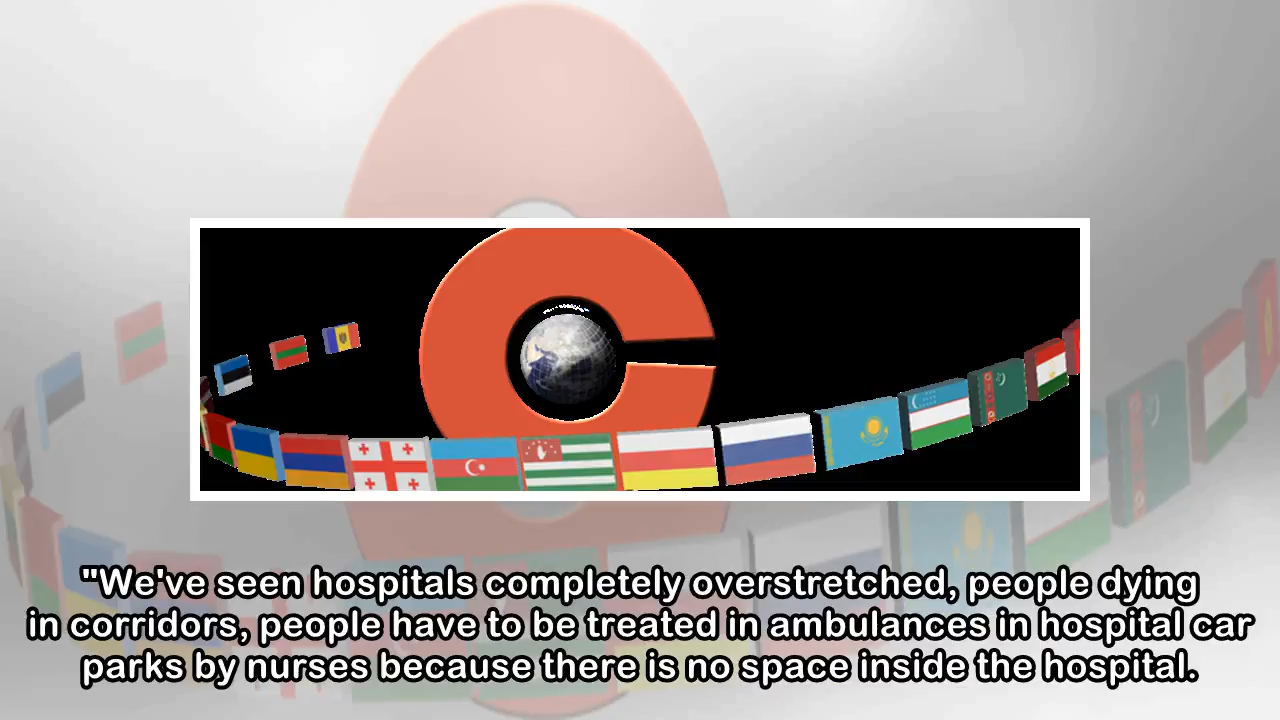 "We've seen hospitals completely overstretched, people dying
in corridors, people have to be treated in ambulances in hospital car
parks by nurses because there is no space inside the hospital.